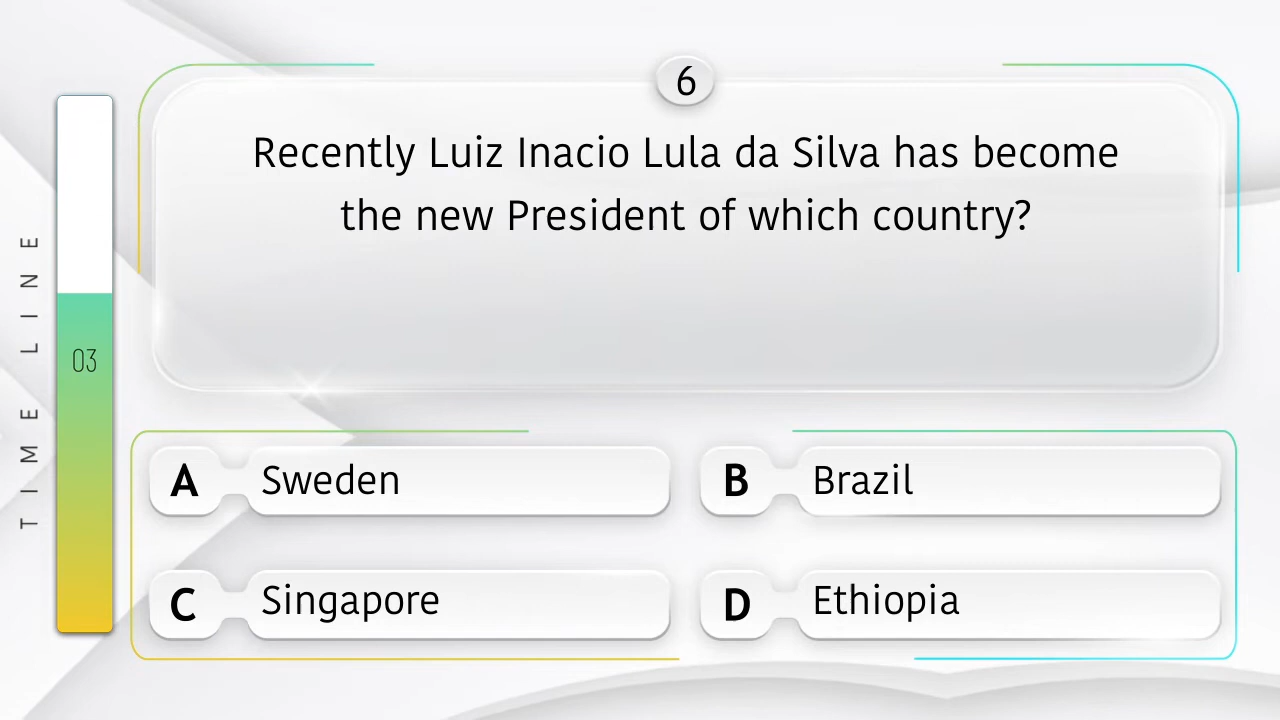 6
Recently Luiz Inacio Lula da Silva has become
the new President of which country?
TIME LINE
03
A Sweden
B Brazil
C Singapore
D Ethiopia